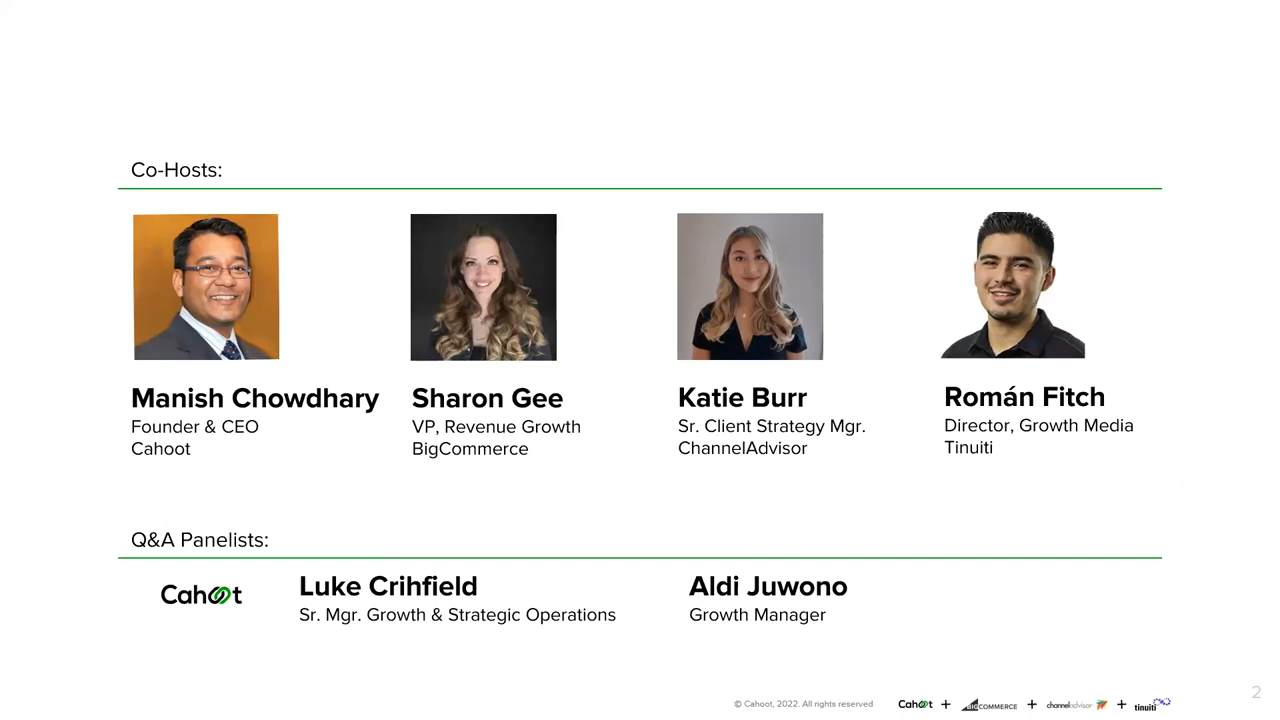 Co-Hosts:
Manish Chowdhary
Founder & CEO
Cahoot
Sharon Gee
VP, Revenue Growth
BigCommerce
Katie Burr
Sr. Client Strategy Mgr.
ChannelAdvisor
Román Fitch
Director, Growth Media
Tinuiti
Q&A Panelists:
Cahoot
Luke Crihfield
Sr. Mgr. Growth & Strategic Operations
Aldi Juwono
Growth Manager
© Cahoot, 2022. All rights reserved
Cahoot + BIGCOMMERCE + channeladvisor + tinuiti
2